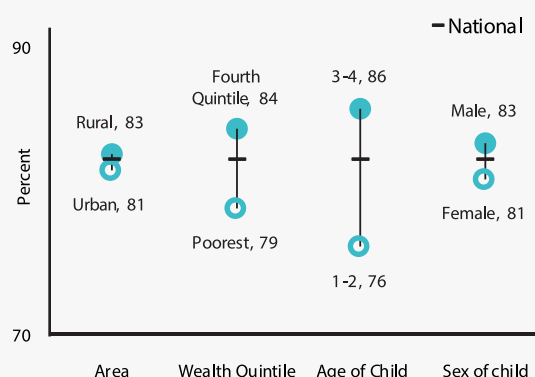 National
90
Percent
70
Rural, 83
Urban, 81
Fourth
Quintile, 84
Poorest, 79
3-4, 86
1-2, 76
Male, 83
Female, 81
Area
Wealth Quintile
Age of Child
Sex of child